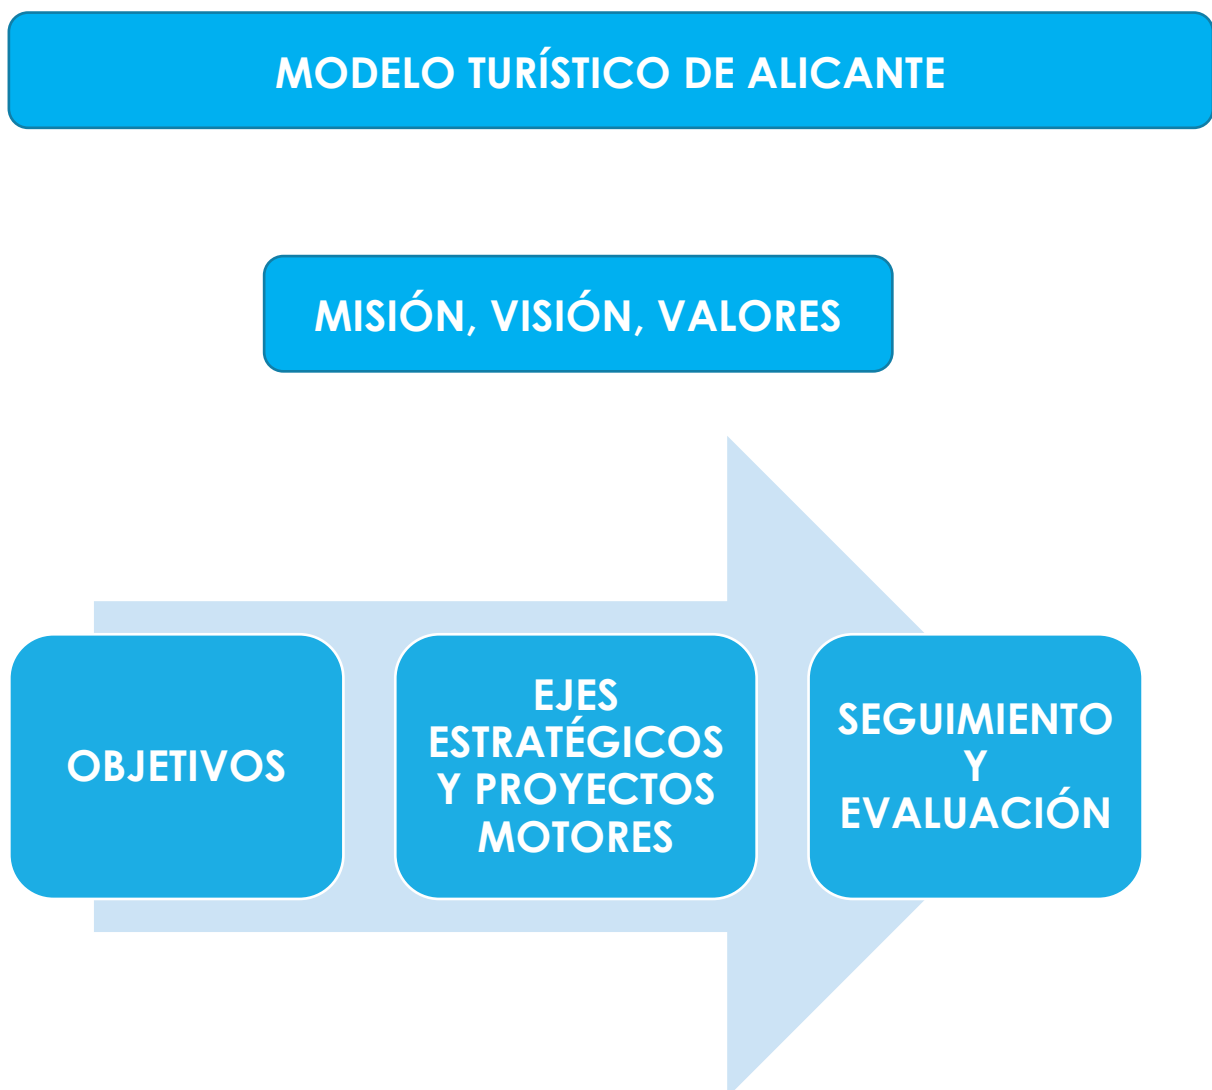 MODELO TURÍSTICO DE ALICANTE
MISIÓN, VISIÓN, VALORES
OBJETIVOS
EJES
ESTRATÉGICOS
Y PROYECTOS
MOTORES
SEGUIMIENTO
Y
EVALUACIÓN